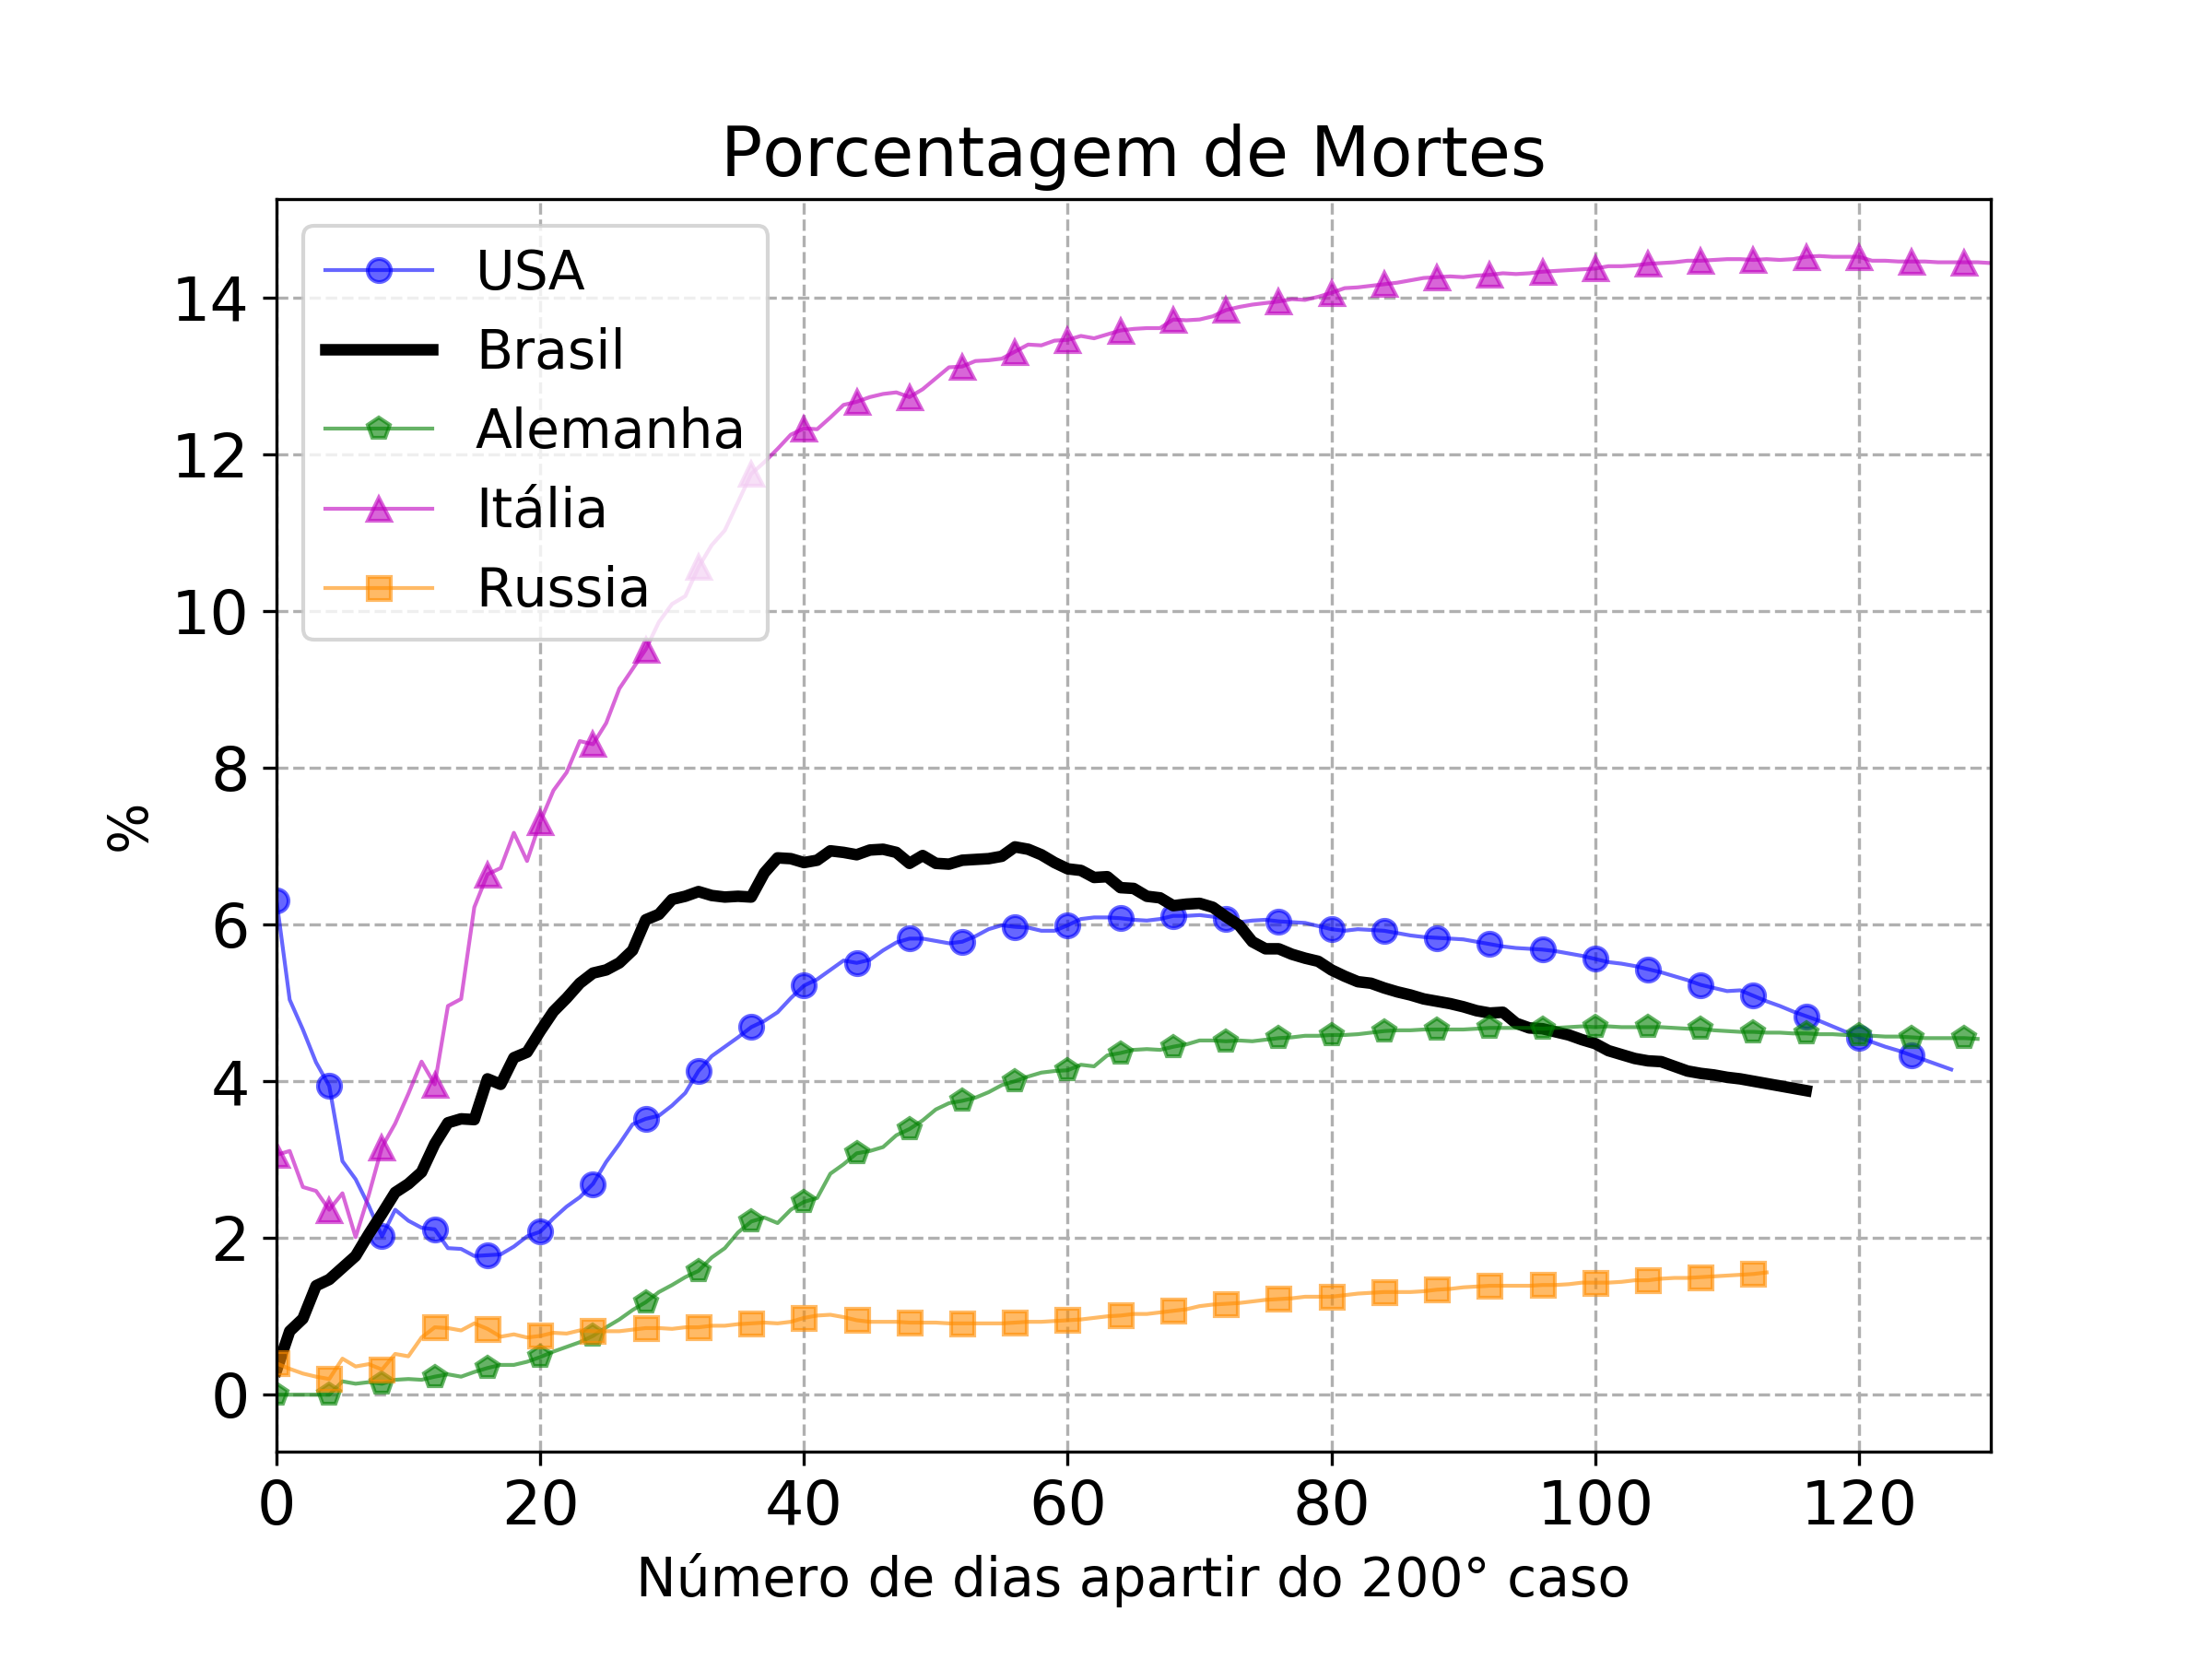 Porcentagem de Mortes
USA
Brasil
Alemanha
Itália
Russia
14
12
10
8
6
4
2
0
%
0 20 40 60 80 100 120
Número de dias apartir do 200° caso